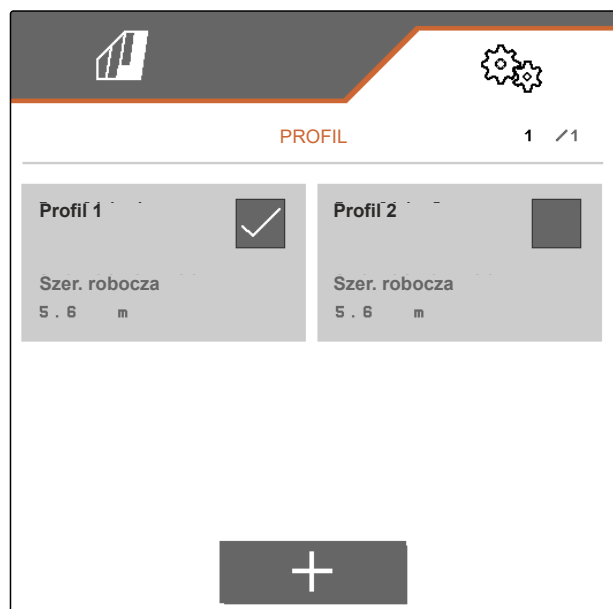 PROFIL 1 /1
Profil 1 Profil 2
Szer. robocza Szer. robocza
5.6 m 5.6 m